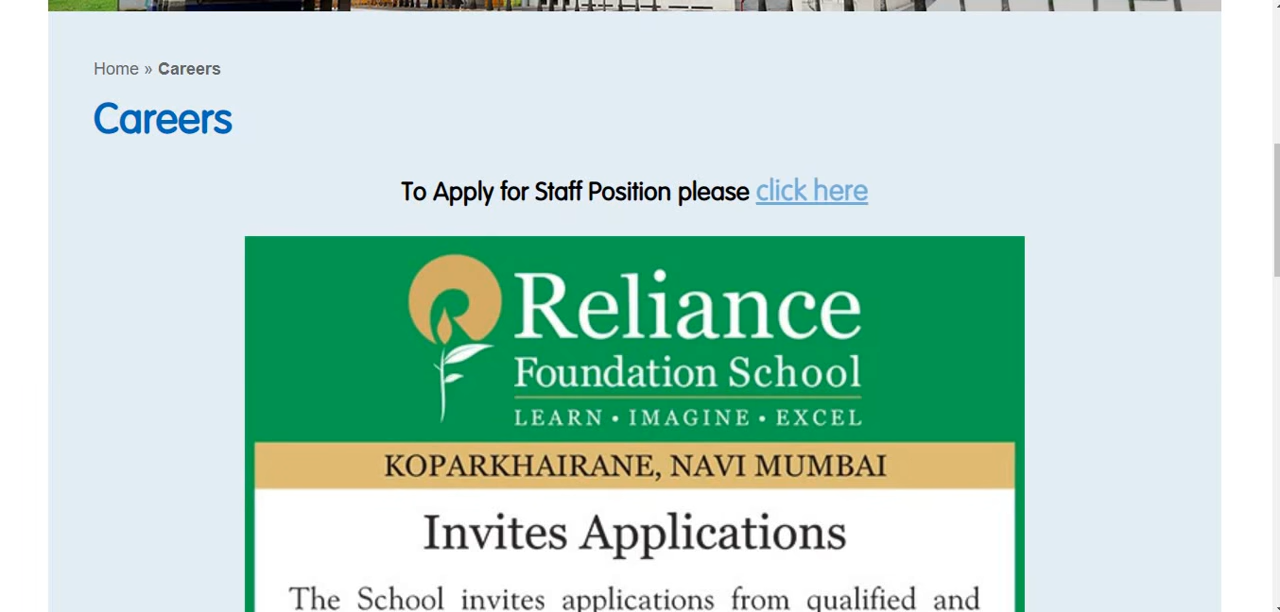 Home » Careers
Careers
To Apply for Staff Position please click here
Reliance
Foundation School
LEARN • IMAGINE • EXCEL
KOPARKHAIRANE, NAVI MUMBAI
Invites Applications
The School invites applications from qualified and